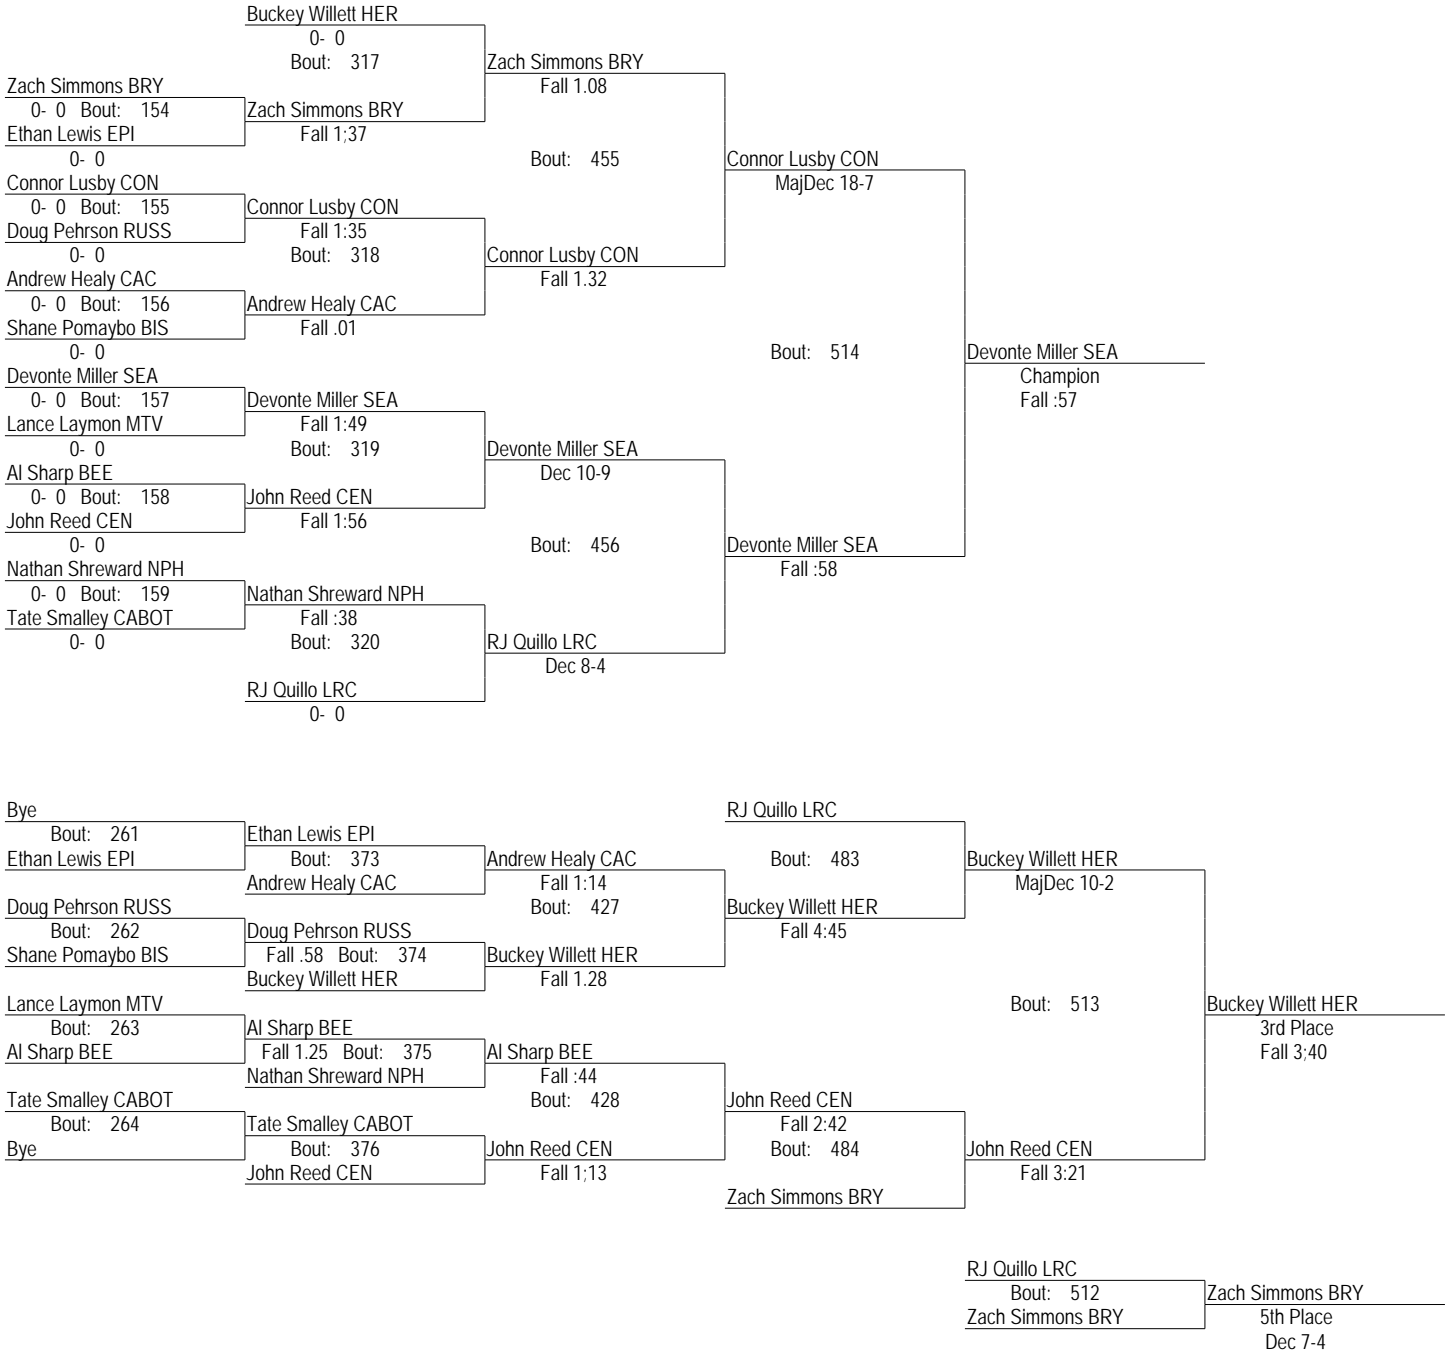 Buckey Willett HER
0- 0
Bout: 317
Zach Simmons BRY
Fall 1.08
Zach Simmons BRY
0- 0 Bout: 154
Zach Simmons BRY
Ethan Lewis EPI
Fall 1;37
0- 0
Bout: 455
Connor Lusby CON
Connor Lusby CON
MajDec 18-7
0- 0 Bout: 155
Connor Lusby CON
Doug Pehrson RUSS
Fall 1:35
0- 0
Bout: 318
Connor Lusby CON
Andrew Healy CAC
Fall 1.32
0- 0 Bout: 156
Andrew Healy CAC
Shane Pomaybo BIS
Fall .01
0- 0
Bout: 514
Devonte Miller SEA
Devonte Miller SEA
Champion
0- 0 Bout: 157
Devonte Miller SEA
Fall :57
Lance Laymon MTV
Fall 1:49
0- 0
Bout: 319
Devonte Miller SEA
Al Sharp BEE
Dec 10-9
0- 0 Bout: 158
John Reed CEN
John Reed CEN
Fall 1:56
0- 0
Bout: 456
Devonte Miller SEA
Nathan Shreward NPH
Fall :58
0- 0 Bout: 159
Nathan Shreward NPH
Tate Smalley CABOT
Fall :38
0- 0
Bout: 320
RJ Quillo LRC
Dec 8-4
RJ Quillo LRC
0- 0
Bye
RJ Quillo LRC
Bout: 261
Ethan Lewis EPI
Ethan Lewis EPI
Bout: 373
Andrew Healy CAC
Bout: 483
Buckey Willett HER
Andrew Healy CAC
Fall 1:14
MajDec 10-2
Doug Pehrson RUSS
Bout: 427
Buckey Willett HER
Bout: 262
Doug Pehrson RUSS
Fall 4:45
Shane Pomaybo BIS
Fall .58 Bout: 374
Buckey Willett HER
Buckey Willett HER
Fall 1.28
Lance Laymon MTV
Bout: 513
Buckey Willett HER
Bout: 263
Al Sharp BEE
3rd Place
Al Sharp BEE
Fall 1.25 Bout: 375
Al Sharp BEE
Fall 3;40
Nathan Shreward NPH
Fall :44
Tate Smalley CABOT
Bout: 428
John Reed CEN
Bout: 264
Tate Smalley CABOT
Fall 2:42
Bye
Bout: 376
John Reed CEN
Bout: 484
John Reed CEN
John Reed CEN
Fall 1;13
Fall 3:21
Zach Simmons BRY
RJ Quillo LRC
Bout: 512
Zach Simmons BRY
Zach Simmons BRY
5th Place
Dec 7-4